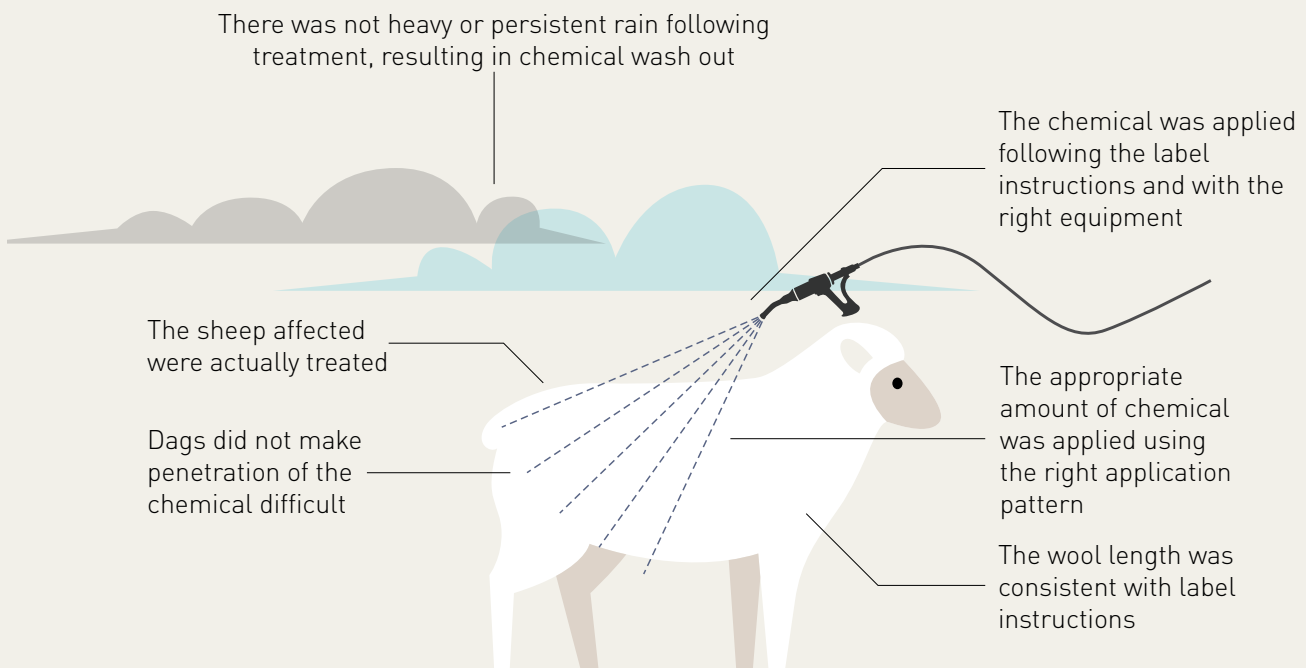 There was not heavy or persistent rain following
treatment, resulting in chemical wash out
The chemical was applied
following the label
instructions and with the
right equipment
The sheep affected
were actually treated
Dags did not make
penetration of the
chemical difficult
The appropriate
amount of chemical
was applied using
the right application
pattern
The wool length was
consistent with label
instructions